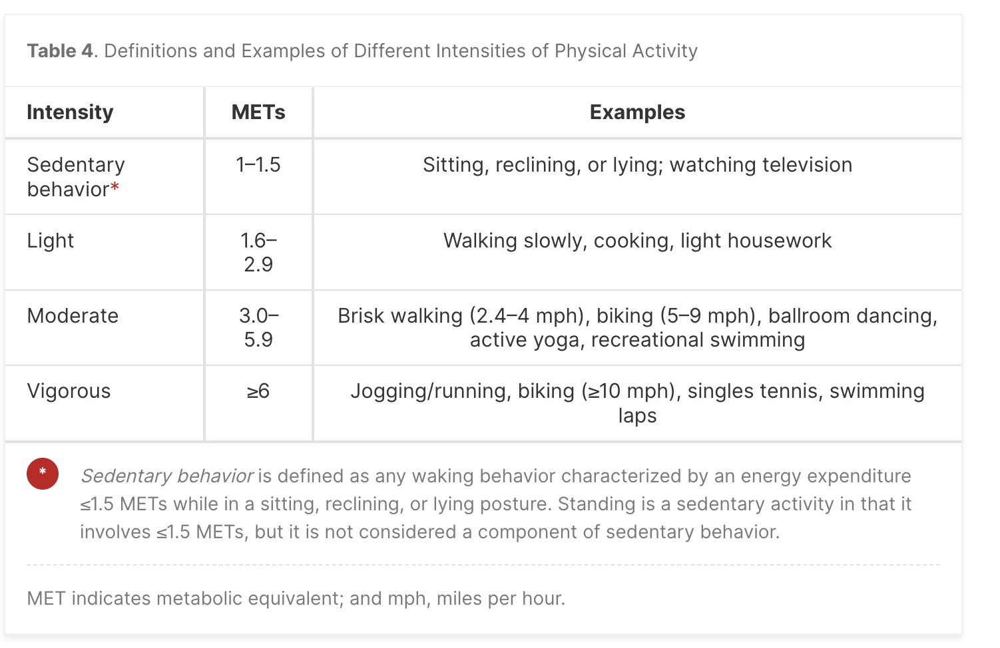 Table 4. Definitions and Examples of Different Intensities of Physical Activity
Intensity METs Examples
Sedentary behavior* 1–1.5 Sitting, reclining, or lying; watching television
Light 1.6–2.9 Walking slowly, cooking, light housework
Moderate 3.0–5.9 Brisk walking (2.4–4 mph), biking (5–9 mph), ballroom dancing,
active yoga, recreational swimming
Vigorous ≥6 Jogging/running, biking (≥10 mph), singles tennis, swimming
laps
* Sedentary behavior is defined as any waking behavior characterized by an energy expenditure
≤1.5 METs while in a sitting, reclining, or lying posture. Standing is a sedentary activity in that it
involves ≤1.5 METs, but it is not considered a component of sedentary behavior.
MET indicates metabolic equivalent; and mph, miles per hour.